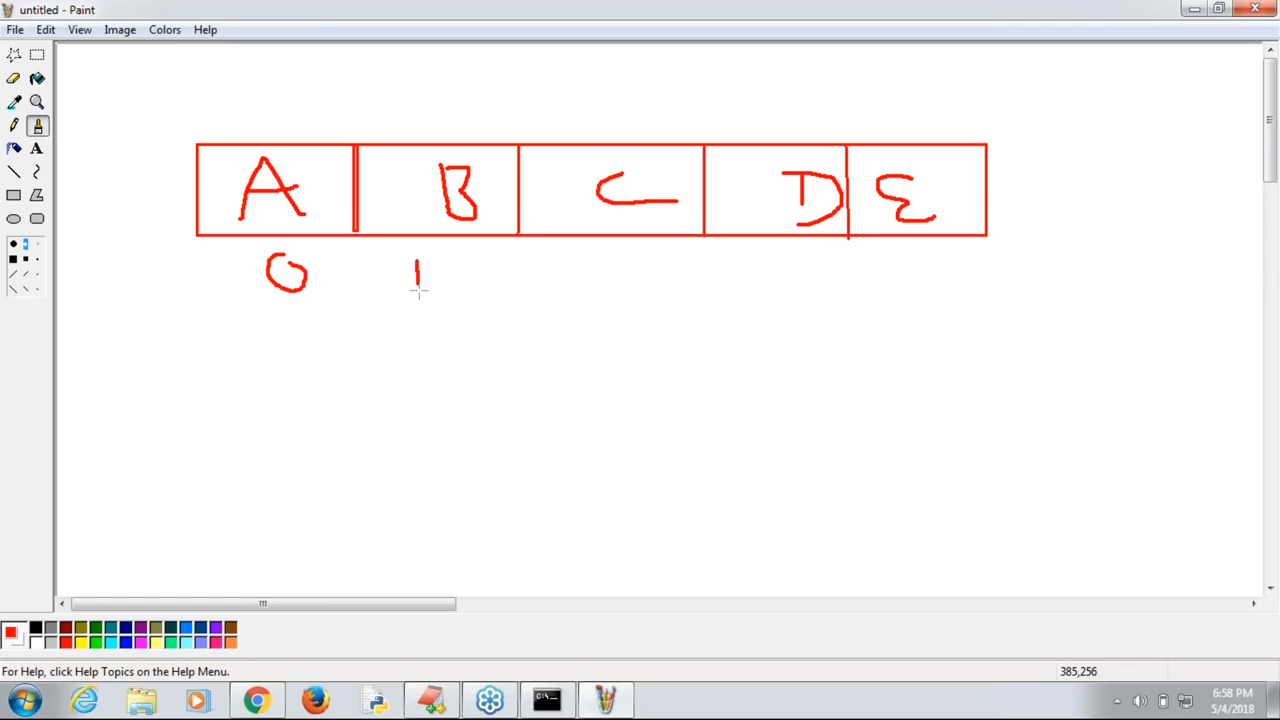 untitled - Paint
File Edit View Image Colors Help
A B C D E
0 1
For Help, click Help Topics on the Help Menu.
385,256
6:58 PM
5/4/2018